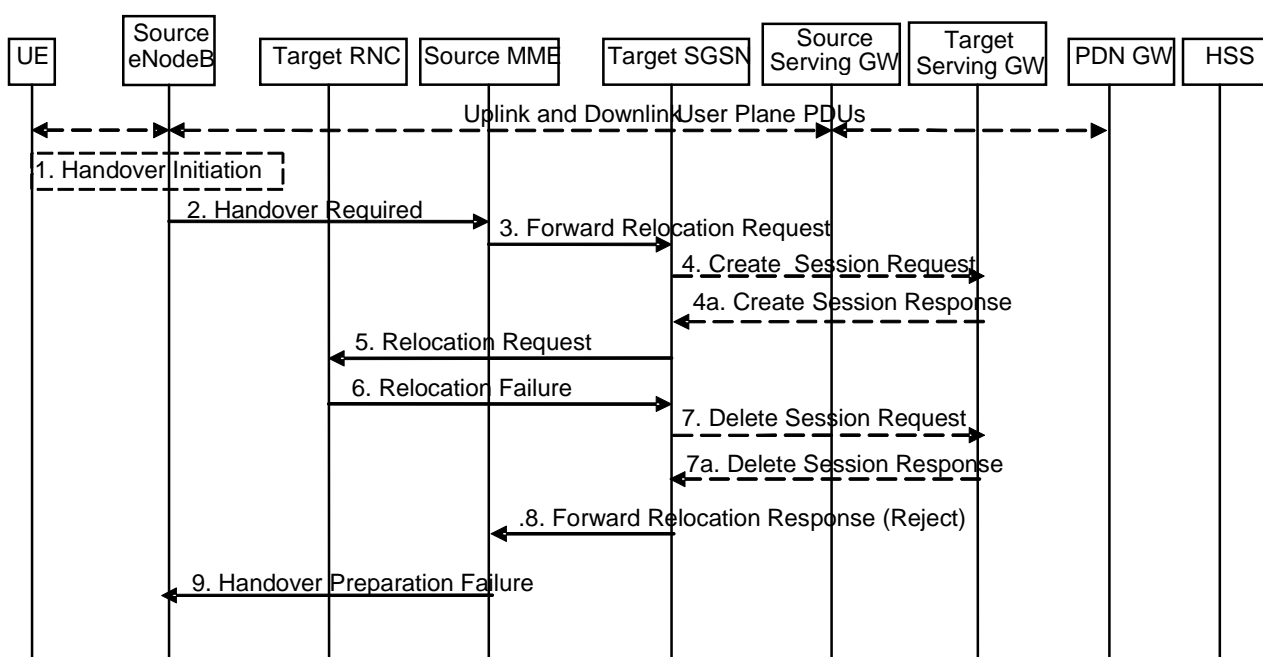 UE
Source
eNodeB
Target RNC
Source MME
Target SGSN
Source
Serving GW
Target
Serving GW
PDN GW
HSS
Uplink and Downlink User Plane PDUs
1. Handover Initiation
2. Handover Required
3. Forward Relocation Request
4. Create Session Request
4a. Create Session Response
5. Relocation Request
6. Relocation Failure
7. Delete Session Request
7a. Delete Session Response
.8. Forward Relocation Response (Reject)
9. Handover Preparation Failure